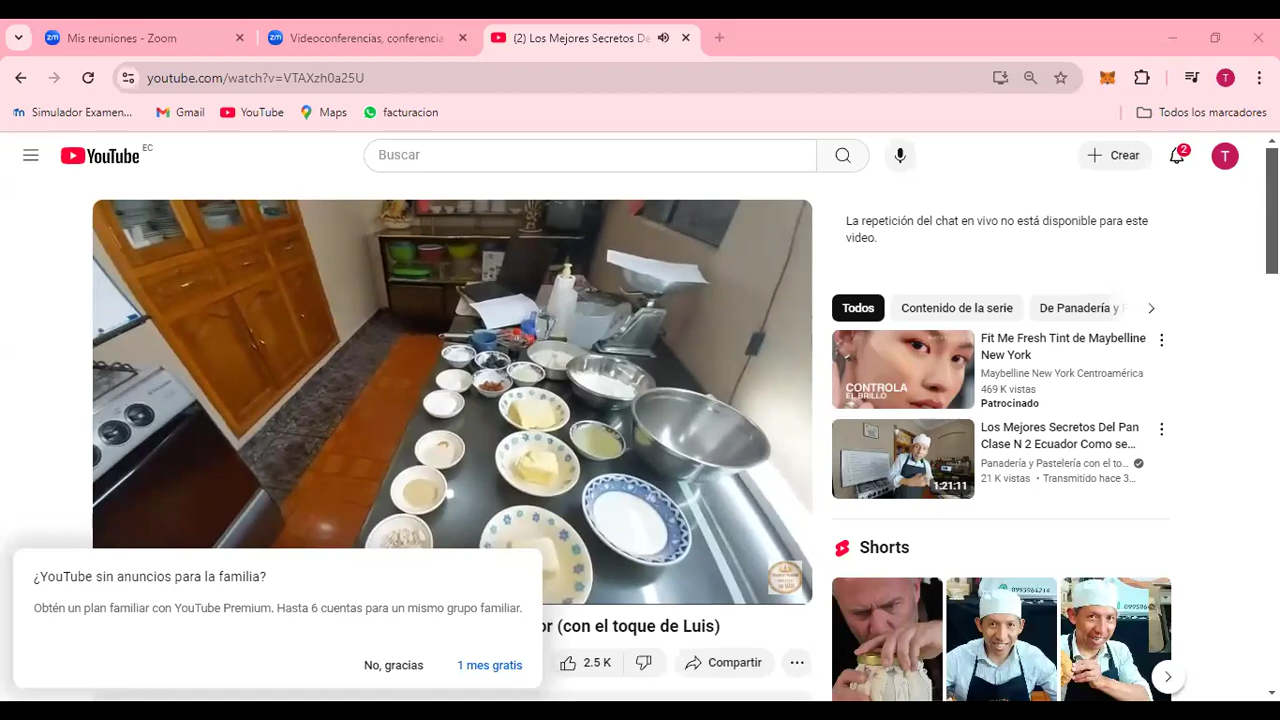 Mis reuniones - Zoom
Videoconferencias, conferencia
(2) Los Mejores Secretos De
youtube.com/watch?v=VTAXzh0a25U
Simulador Examen...
Gmail
YouTube
Maps
facturacion
Todos los marcadores
YouTube EC
Buscar
Crear
2
T
La repetición del chat en vivo no está disponible para este
video.
Todos
Contenido de la serie
De Panadería y
Fit Me Fresh Tint de Maybelline
New York
Maybelline New York Centroamérica
469 K vistas
Patrocinado
CONTROLA
EL BRILLO
Los Mejores Secretos Del Pan
Clase N 2 Ecuador Como se...
Panadería y Pastelería con el to...
21 K vistas • Transmitido hace 3...
1:21:11
Shorts
¿YouTube sin anuncios para la familia?
Obtén un plan familiar con YouTube Premium. Hasta 6 cuentas para un mismo grupo familiar.
No, gracias
1 mes gratis
or (con el toque de Luis)
2.5 K
Compartir